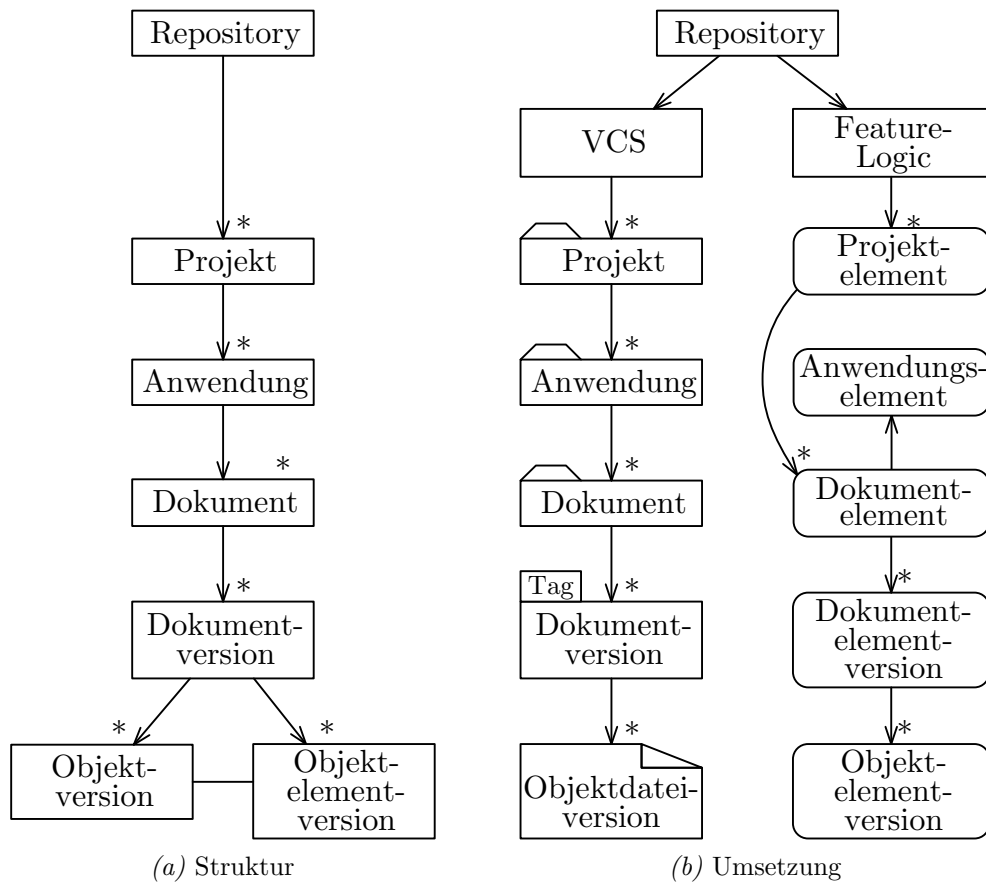 Repository
*
Projekt
*
Anwendung
*
Dokument
*
Dokument-
version
*
*
Objekt-
version
Objekt-
element-
version
(a) Struktur
Repository
VCS
Feature-
Logic
*
*
Projekt
Projekt-
element
*
Anwendung
Anwendungs-
element
*
*
Dokument
Dokument-
element
Tag
*
*
Dokument-
version
Dokument-
element-
version
*
*
Objektdatei-
version
Objekt-
element-
version
(b) Umsetzung